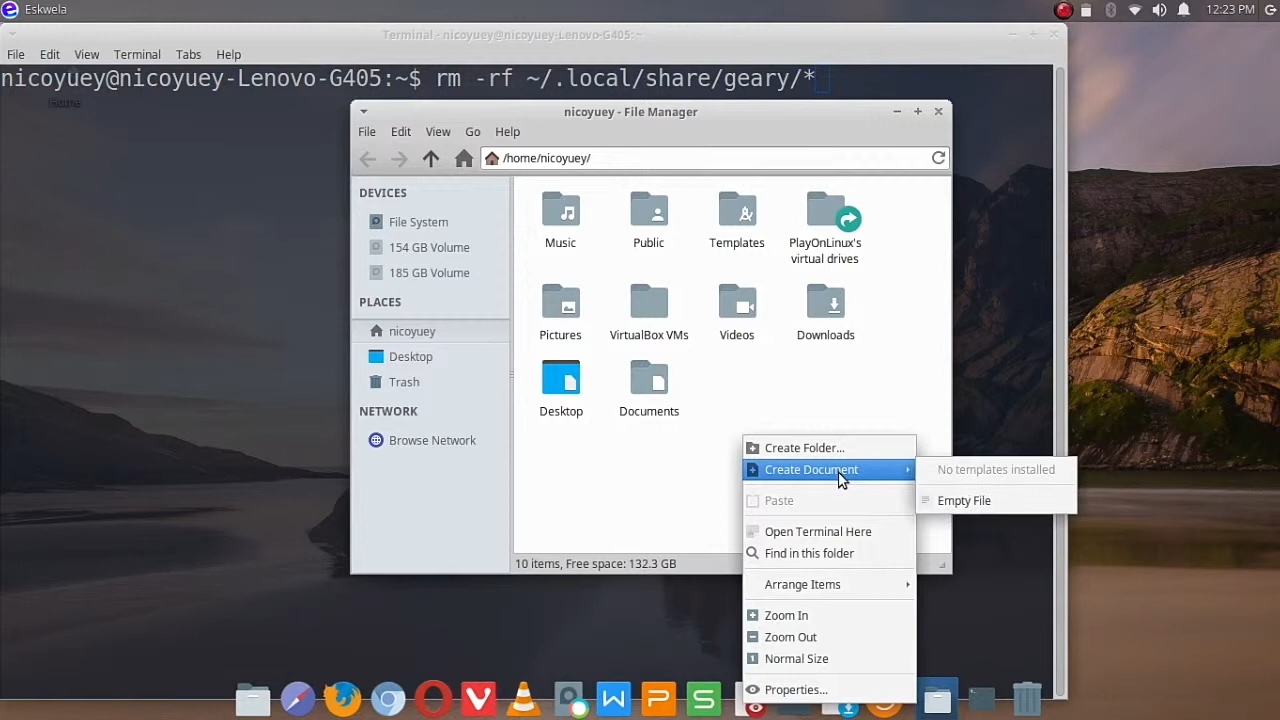 Eskwela
12:23 PM
Terminal - nicoyuey@nicoyuey-Lenovo-G405:~
File Edit View Terminal Tabs Help
nicoyuey@nicoyuey-Lenovo-G405:~$ rm -rf ~/.local/share/geary/*
Home
nicoyuey - File Manager
File Edit View Go Help
/home/nicoyuey/
DEVICES
File System
154 GB Volume
185 GB Volume
PLACES
nicoyuey
Desktop
Trash
NETWORK
Browse Network
Music Public Templates PlayOnLinux's
virtual drives
Pictures VirtualBox VMs Videos Downloads
Desktop Documents
10 items, Free space: 132.3 GB
Create Folder...
Create Document
Paste
Open Terminal Here
Find in this folder
Arrange Items
Zoom In
Zoom Out
Normal Size
Properties...
No templates installed
Empty File
W P S